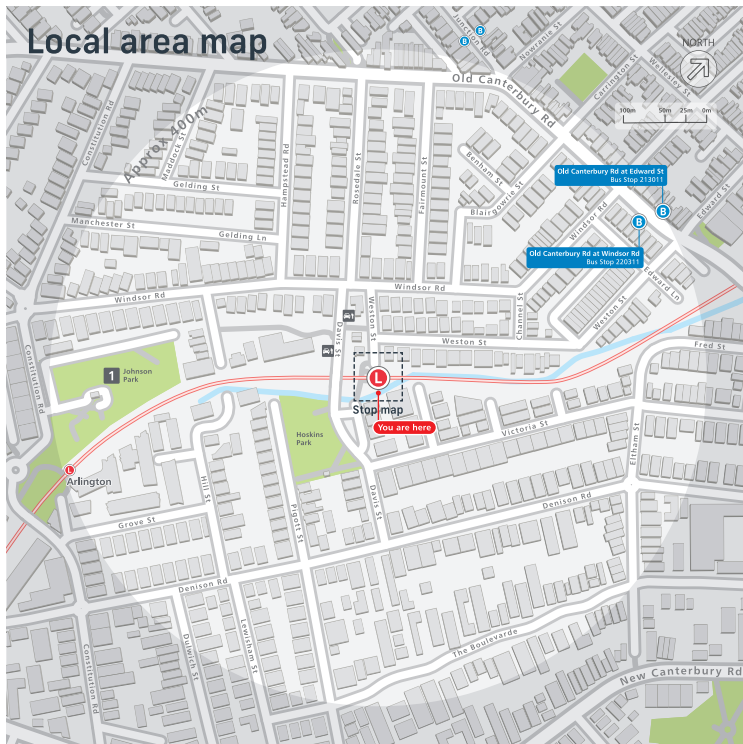 Local area map
NORTH
100m 50m 25m 0m
Approx 400m
Junction Rd
B
B
Nowranie St
Wellesley St
Carrington St
Old Canterbury Rd
Constitution Rd
Maddock St
Hampstead Rd
Rosedale St
Fairmount St
Benham St
Blairgowrie St
Old Canterbury Rd at Edward St
Bus Stop 213011
B
B
Edward St
Gelding St
Manchester St
Gelding Ln
Windsor Rd
Old Canterbury Rd at Windsor Rd
Bus Stop 220311
Edward Ln
Windsor Rd
Windsor Rd
Weston St
Davis St
Channel St
Weston St
Weston St
Fred St
Constitution Rd
1
Johnson
Park
L
Stop map
You are here
Hoskins
Park
Victoria St
Eltham St
L
Arlington
Hill St
Pigott St
Davis St
Denison Rd
Grove St
Denison Rd
Lewisham St
Dulwich St
Constitution Rd
The Boulevarde
New Canterbury Rd